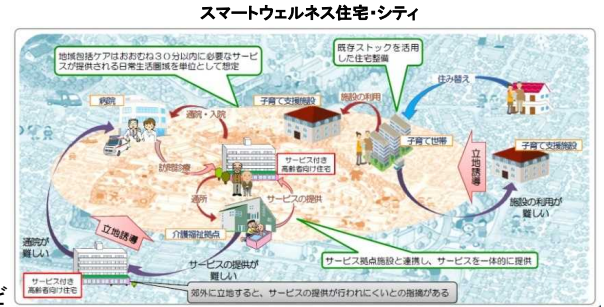 スマートウェルネス住宅・シティ
地域包括ケアはおおむね30分以内に必要なサービ
スが提供される日常生活圏域を単位として想定
既存ストックを活用
した住宅整備
住み替え
病院
通院・入院
子育て支援施設
施設の利用
子育て世帯
立地誘導
子育て支援施設
訪問診療
サービス付き
高齢者向け住宅
通所
サービスの提供
施設の利用が
難しい
介護福祉拠点
立地誘導
通院が
難しい
サービスの提供が
難しい
サービス拠点施設と連携し、サービスを一体的に提供
サービス付き
高齢者向け住宅
郊外に立地すると、サービスの提供が行われにくいとの指摘がある
ど